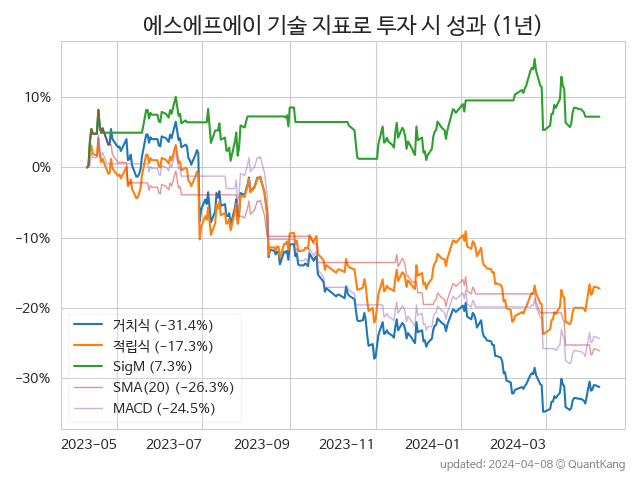 에스에프에이 기술 지표로 투자 시 성과 (1년)
10%
0%
−10%
−20%
−30%
거치식 (−31.4%)
적립식 (−17.3%)
SigM (7.3%)
SMA(20) (−26.3%)
MACD (−24.5%)
2023−05 2023−07 2023−09 2023−11 2024−01 2024−03
updated: 2024−04−08 © QuantKang